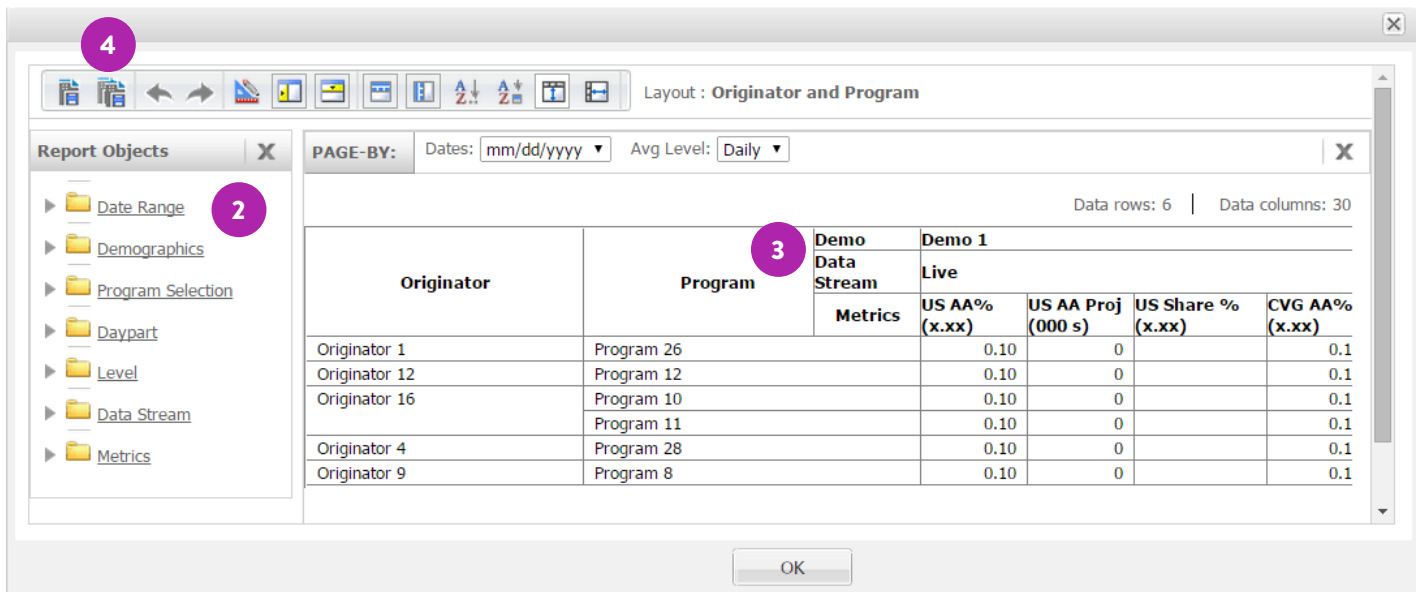 4
Layout : Originator and Program
Report Objects X
PAGE-BY: Dates: mm/dd/yyyy Avg Level: Daily X
Date Range
2
Demographics
Program Selection
Daypart
Level
Data Stream
Metrics
Data rows: 6 | Data columns: 30
Originator Program 3 Demo Demo 1
Data Stream Live
Metrics US AA% (x.xx) US AA Proj (000 s) US Share % (x.xx) CVG AA% (x.xx)
Originator 1 Program 26 0.10 0 0.1
Originator 12 Program 12 0.10 0 0.1
Originator 16 Program 10 0.10 0 0.1
Program 11 0.10 0 0.1
Originator 4 Program 28 0.10 0 0.1
Originator 9 Program 8 0.10 0 0.1
OK